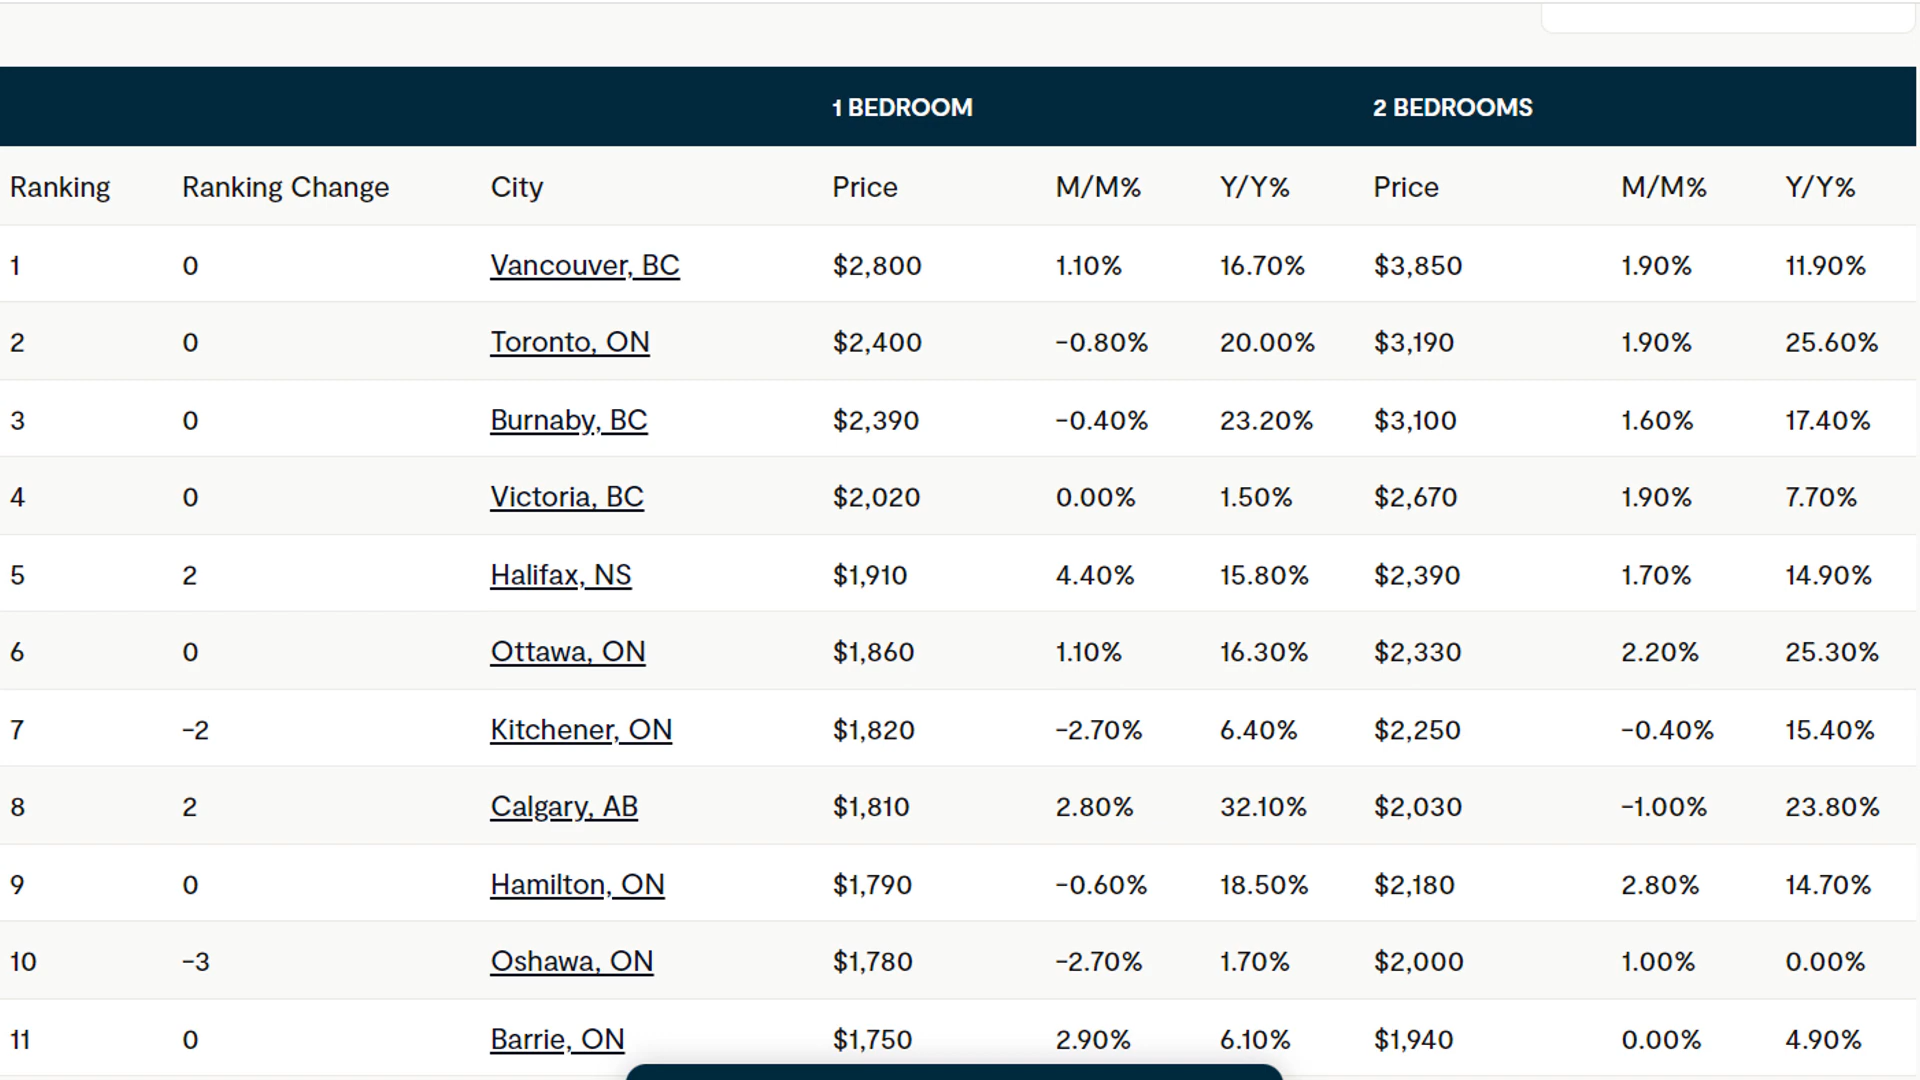 1 BEDROOM 2 BEDROOMS
Ranking Ranking Change City Price M/M% Y/Y% Price M/M% Y/Y%
1 0 Vancouver, BC $2,800 1.10% 16.70% $3,850 1.90% 11.90%
2 0 Toronto, ON $2,400 −0.80% 20.00% $3,190 1.90% 25.60%
3 0 Burnaby, BC $2,390 −0.40% 23.20% $3,100 1.60% 17.40%
4 0 Victoria, BC $2,020 0.00% 1.50% $2,670 1.90% 7.70%
5 2 Halifax, NS $1,910 4.40% 15.80% $2,390 1.70% 14.90%
6 0 Ottawa, ON $1,860 1.10% 16.30% $2,330 2.20% 25.30%
7 −2 Kitchener, ON $1,820 −2.70% 6.40% $2,250 −0.40% 15.40%
8 2 Calgary, AB $1,810 2.80% 32.10% $2,030 −1.00% 23.80%
9 0 Hamilton, ON $1,790 −0.60% 18.50% $2,180 2.80% 14.70%
10 −3 Oshawa, ON $1,780 −2.70% 1.70% $2,000 1.00% 0.00%
11 0 Barrie, ON $1,750 2.90% 6.10% $1,940 0.00% 4.90%